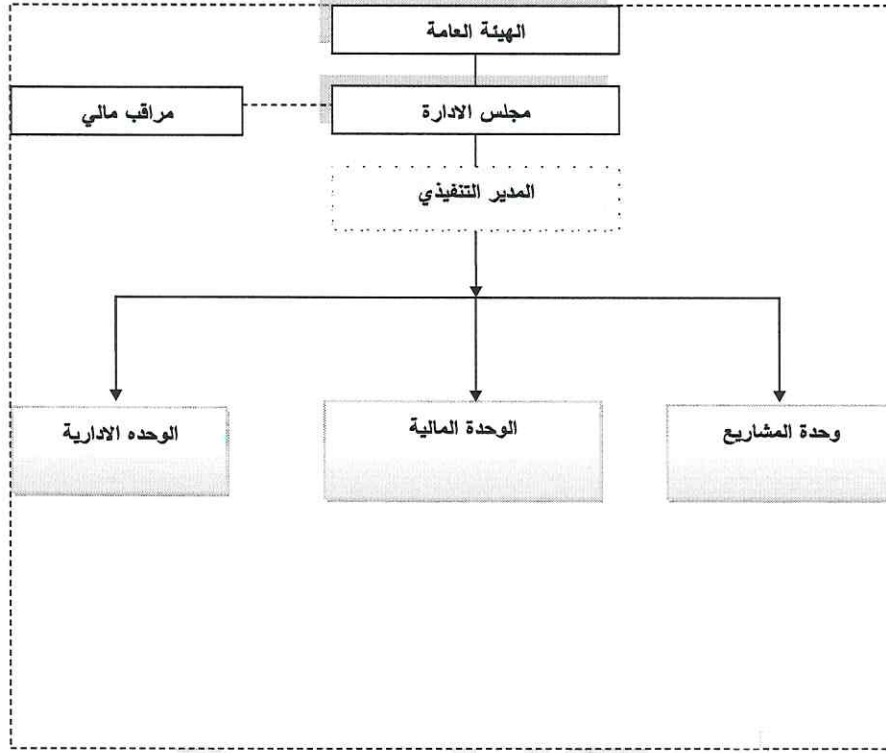 الهيئة العامة
مجلس الادارة
مراقب مالي
المدير التنفيذي
وحدة المشاريع
الوحدة المالية
الوحده الادارية